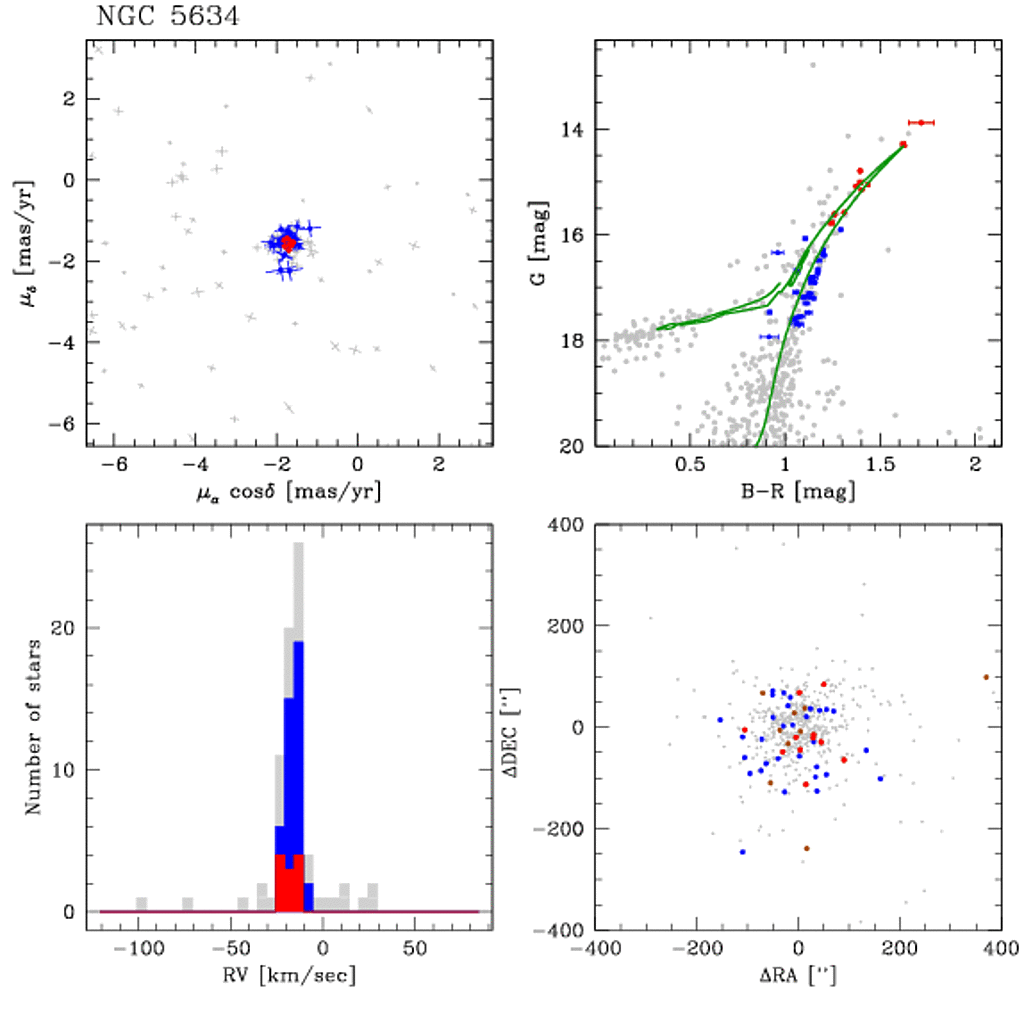 NGC 5634
2
0
−2
−4
−6
μδ [mas/yr]
−6 −4 −2 0 2
μα cosδ [mas/yr]
14
16
18
20
G [mag]
0.5 1 1.5 2
B−R [mag]
20
10
0
Number of stars
−100 −50 0 50
RV [km/sec]
400
200
0
−200
−400
ΔDEC ['']
−400 −200 0 200 400
ΔRA ['']